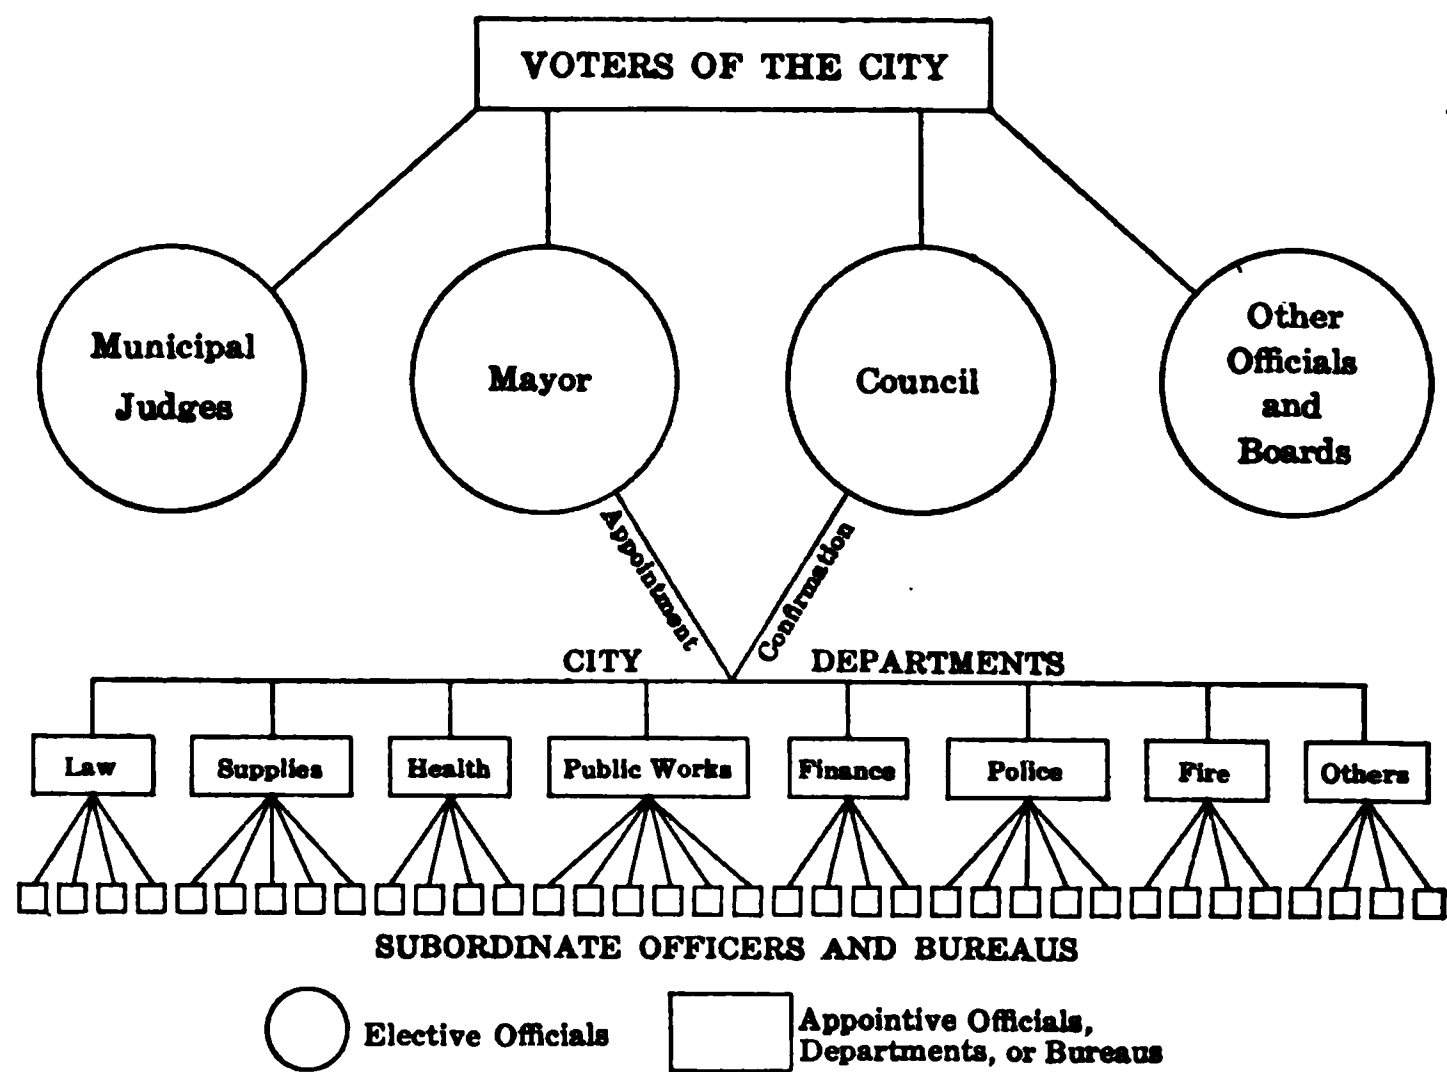 VOTERS OF THE CITY
Municipal
Judges
Mayor
Council
Other
Officials
and
Boards
Appointment
Confirmation
CITY DEPARTMENTS
Law
Supplies
Health
Public Works
Finance
Police
Fire
Others
SUBORDINATE OFFICERS AND BUREAUS
Elective Officials
Appointive Officials,
Departments, or Bureaus